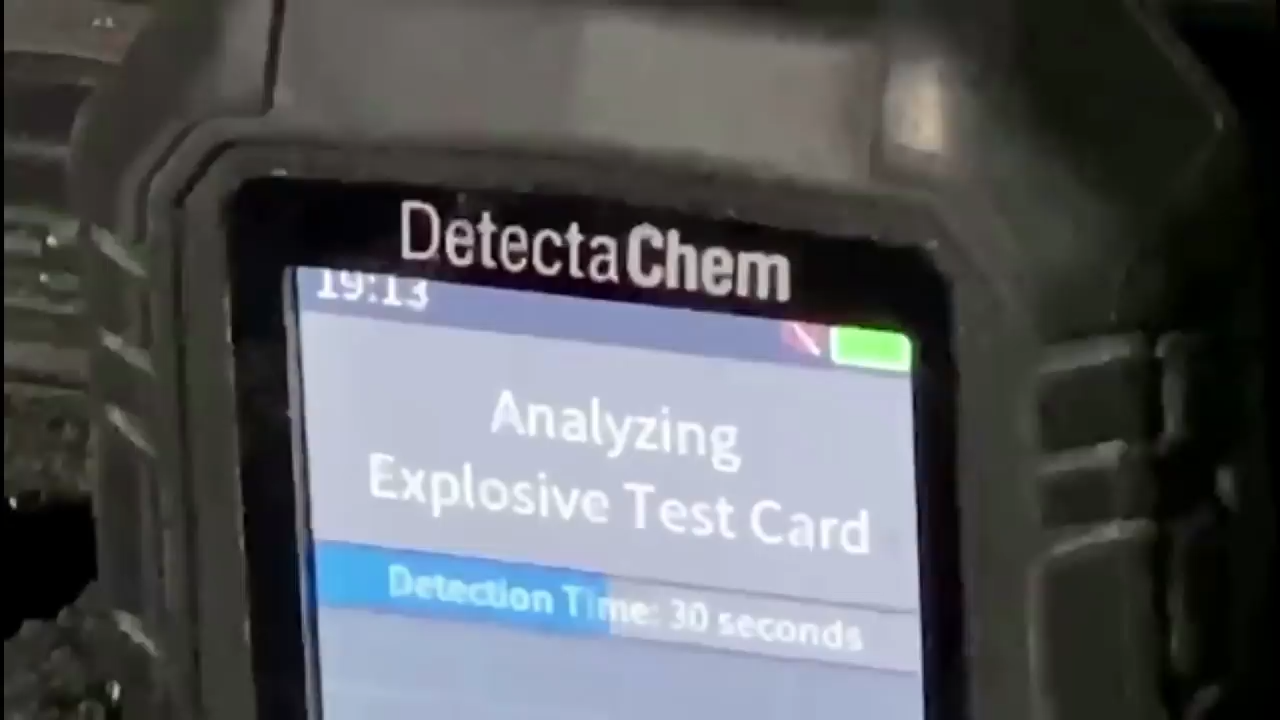 DetectaChem
19:13
Analyzing
Explosive Test Card
Detection Time: 30 seconds